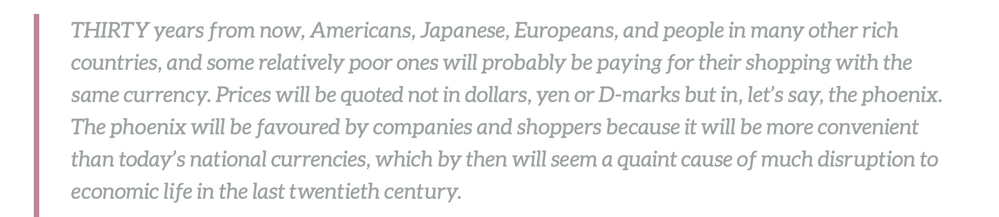 THIRTY years from now, Americans, Japanese, Europeans, and people in many other rich
countries, and some relatively poor ones will probably be paying for their shopping with the
same currency. Prices will be quoted not in dollars, yen or D-marks but in, let’s say, the phoenix.
The phoenix will be favoured by companies and shoppers because it will be more convenient
than today’s national currencies, which by then will seem a quaint cause of much disruption to
economic life in the last twentieth century.